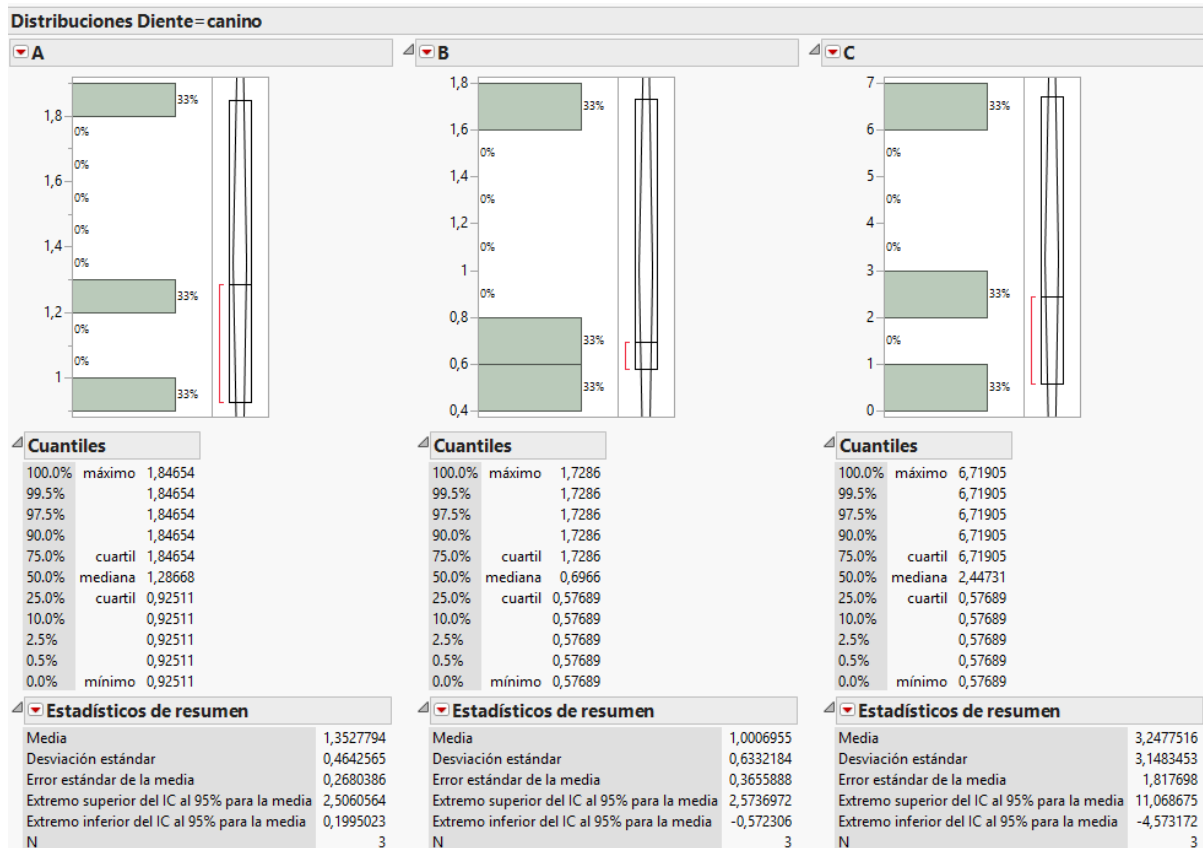 Distribuciones Diente=canino
A
1,8
1,6
1,4
1,2
1
33%
0%
0%
0%
0%
0%
33%
0%
0%
33%
Cuantiles
100.0% máximo 1,84654
99.5% 1,84654
97.5% 1,84654
90.0% 1,84654
75.0% cuartil 1,84654
50.0% mediana 1,28668
25.0% cuartil 0,92511
10.0% 0,92511
2.5% 0,92511
0.5% 0,92511
0.0% mínimo 0,92511
Estadísticos de resumen
Media 1,3527794
Desviación estándar 0,4642565
Error estándar de la media 0,2680386
Extremo superior del IC al 95% para la media 2,5060564
Extremo inferior del IC al 95% para la media 0,1995023
N 3
B
1,8
1,6
1,4
1,2
1
0,8
0,6
0,4
33%
0%
0%
0%
0%
33%
33%
Cuantiles
100.0% máximo 1,7286
99.5% 1,7286
97.5% 1,7286
90.0% 1,7286
75.0% cuartil 1,7286
50.0% mediana 0,6966
25.0% cuartil 0,57689
10.0% 0,57689
2.5% 0,57689
0.5% 0,57689
0.0% mínimo 0,57689
Estadísticos de resumen
Media 1,0006955
Desviación estándar 0,6332184
Error estándar de la media 0,3655888
Extremo superior del IC al 95% para la media 2,5736972
Extremo inferior del IC al 95% para la media -0,572306
N 3
C
7
6
5
4
3
2
1
0
33%
0%
0%
0%
33%
0%
33%
Cuantiles
100.0% máximo 6,71905
99.5% 6,71905
97.5% 6,71905
90.0% 6,71905
75.0% cuartil 6,71905
50.0% mediana 2,44731
25.0% cuartil 0,57689
10.0% 0,57689
2.5% 0,57689
0.5% 0,57689
0.0% mínimo 0,57689
Estadísticos de resumen
Media 3,2477516
Desviación estándar 3,1483453
Error estándar de la media 1,817698
Extremo superior del IC al 95% para la media 11,068675
Extremo inferior del IC al 95% para la media -4,573172
N 3